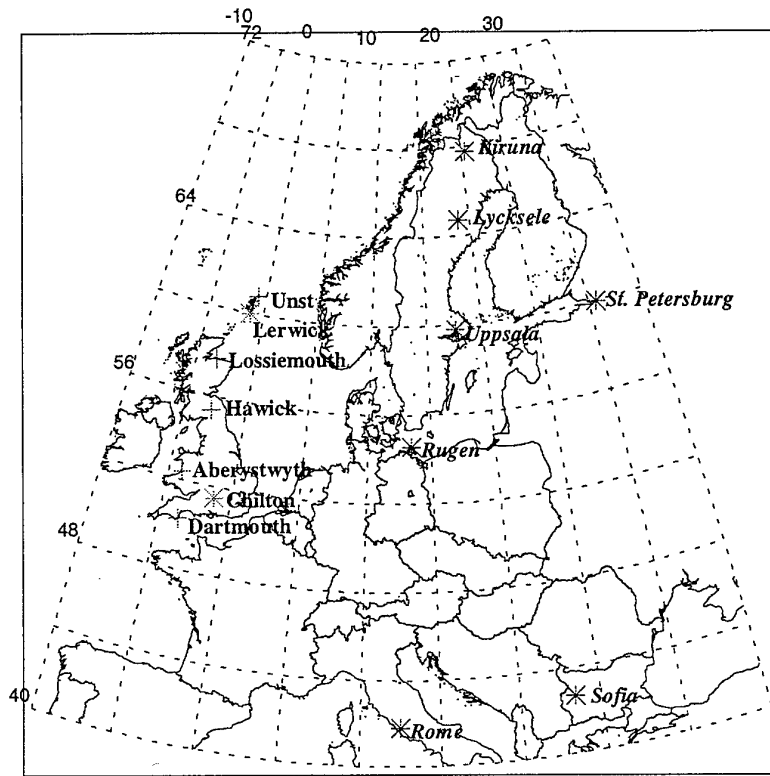 -10 0 10 20 30
72
Kiruna
64
Lycksele
Unst
St. Petersburg
Lerwick
Uppsala
56
Lossiemouth
Hawick
Rugen
Aberystwyth
Chilton
48
Dartmouth
40
Sofia
Rome